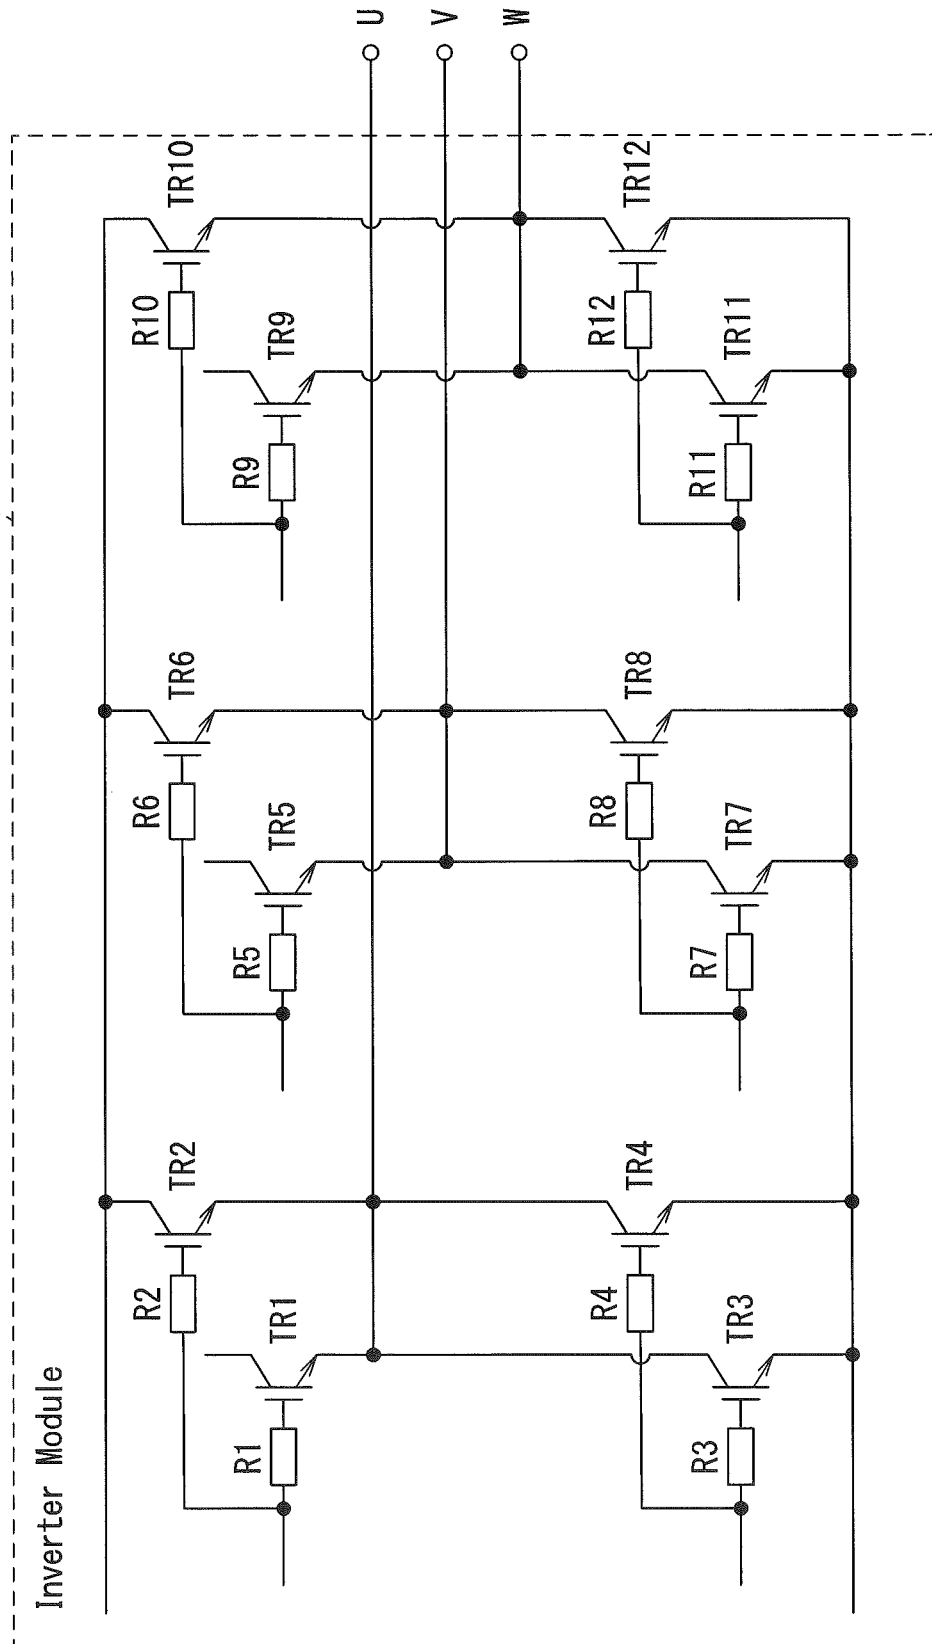 Inverter Module
R1
TR1
R2
TR2
R3
TR3
R4
TR4
R5
TR5
R6
TR6
R7
TR7
R8
TR8
R9
TR9
R10
TR10
R11
TR11
R12
TR12
U
V
W